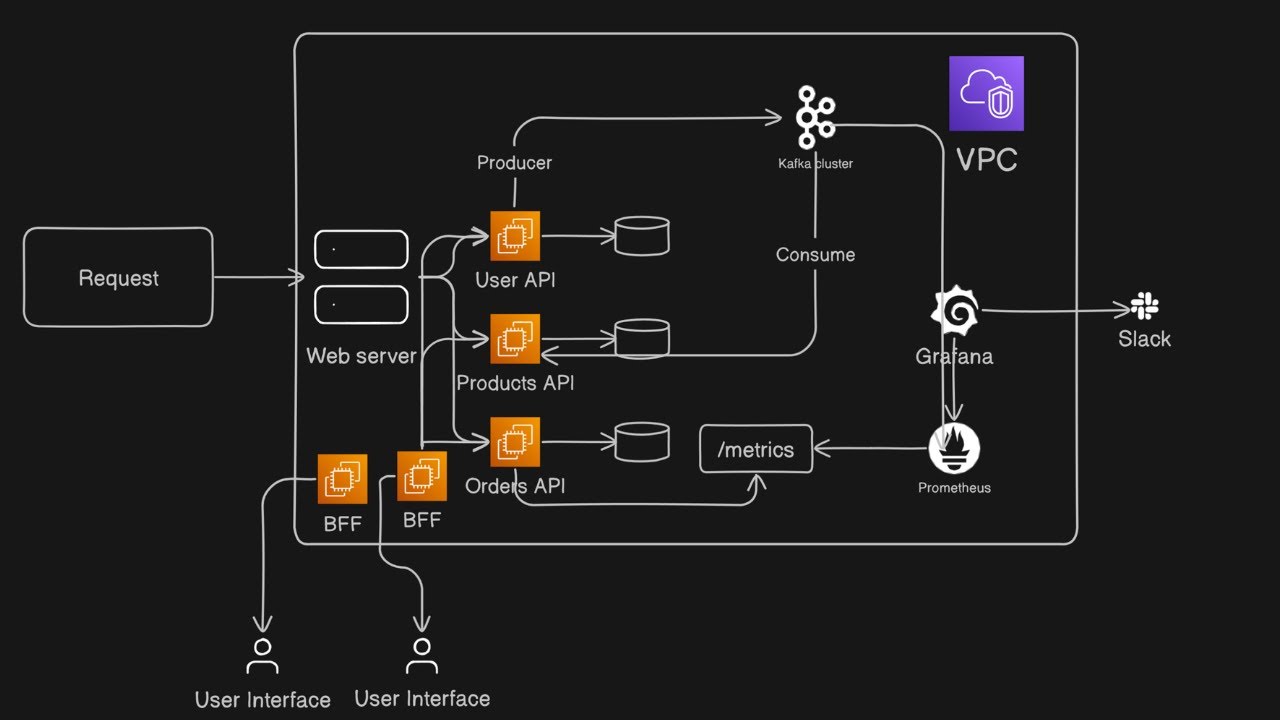 VPC
Producer
Kafka cluster
Request
Consume
User API
Web server
Grafana
Slack
Products API
/metrics
Orders API
Prometheus
BFF
BFF
User Interface
User Interface